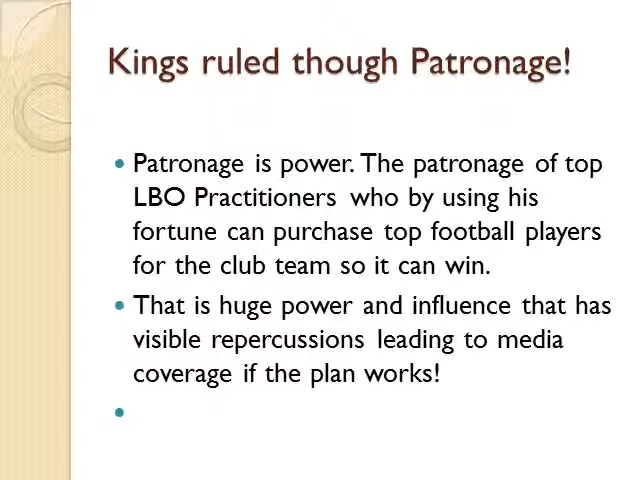 Kings ruled though Patronage!
Patronage is power. The patronage of top
LBO Practitioners who by using his
fortune can purchase top football players
for the club team so it can win.
That is huge power and influence that has
visible repercussions leading to media
coverage if the plan works!